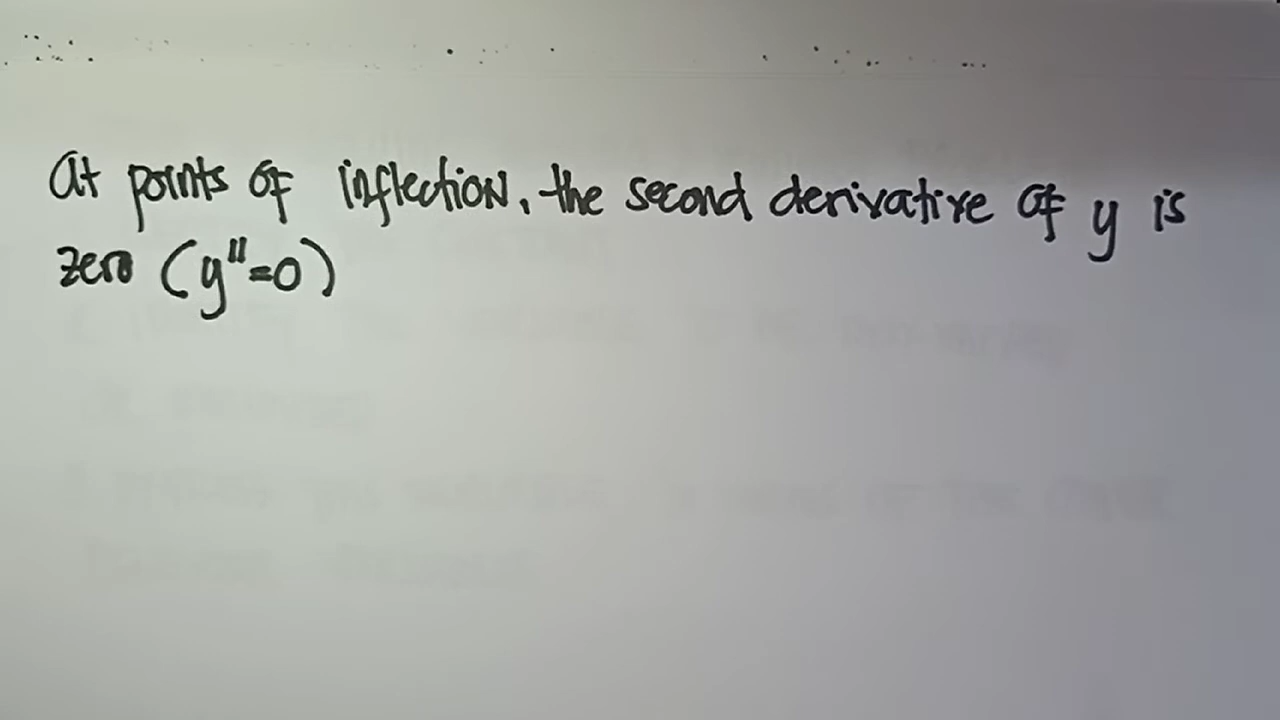 At points of inflection, the second derivative of y is
zero (y"=0)